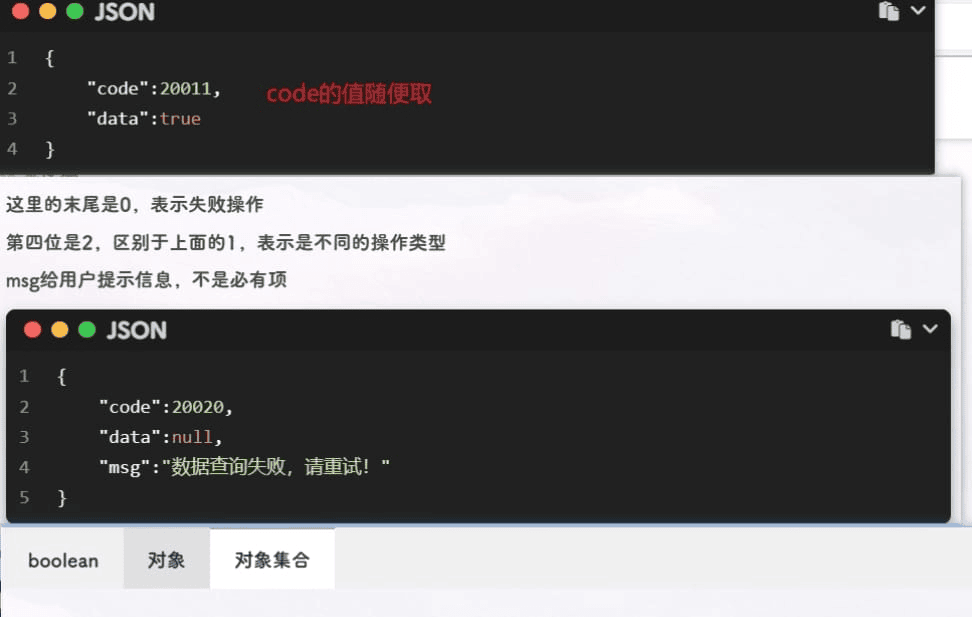 JSON
1 {
2 "code":20011, code的值随便取
3 "data":true
4 }
这里的末尾是0，表示失败操作
第四位是2，区别于上面的1，表示是不同的操作类型
msg给用户提示信息，不是必有项
JSON
1 {
2 "code":20020,
3 "data":null,
4 "msg":"数据查询失败，请重试！"
5 }
boolean 对象 对象集合